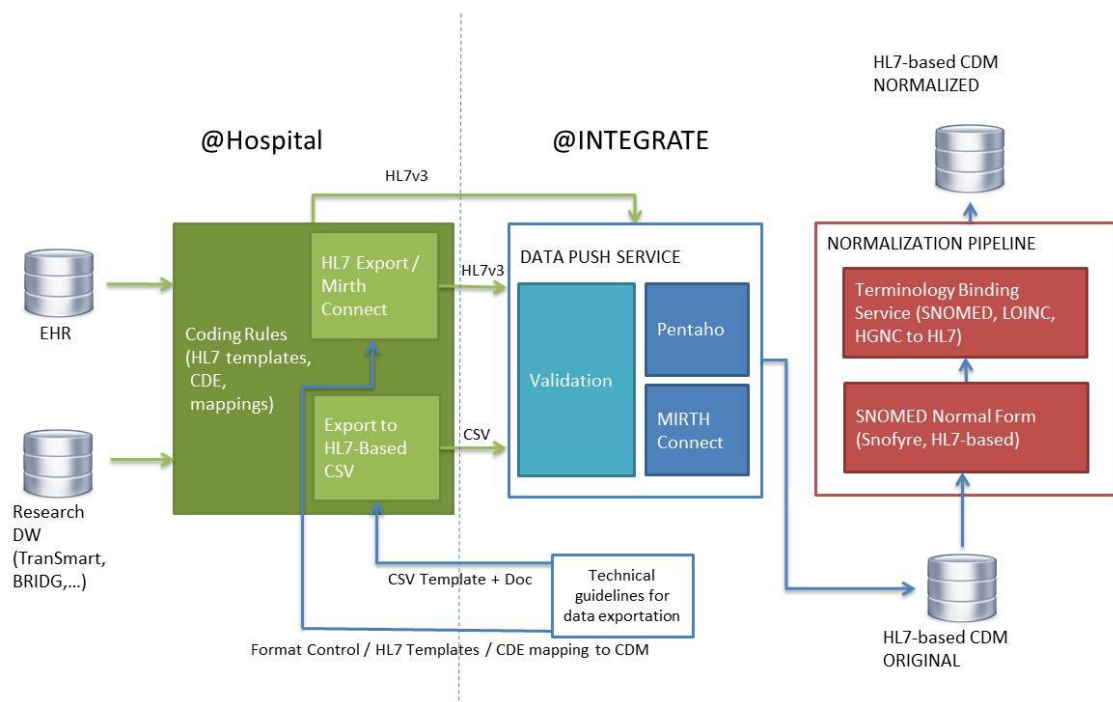 HL7-based CDM
NORMALIZED
@Hospital
@INTEGRATE
HL7v3
NORMALIZATION PIPELINE
DATA PUSH SERVICE
HL7 Export /
Mirth
Connect
HL7v3
Terminology Binding
Service (SNOMED, LOINC,
HGNC to HL7)
EHR
Coding Rules
(HL7 templates,
CDE,
mappings)
Pentaho
Validation
SNOMED Normal Form
(Snofyre, HL7-based)
Export to
HL7-Based
CSV
CSV
MIRTH
Connect
Research
DW
(TranSmart,
BRIDG,...)
CSV Template + Doc
Technical
guidelines for
data exportation
Format Control / HL7 Templates / CDE mapping to CDM
HL7-based CDM
ORIGINAL